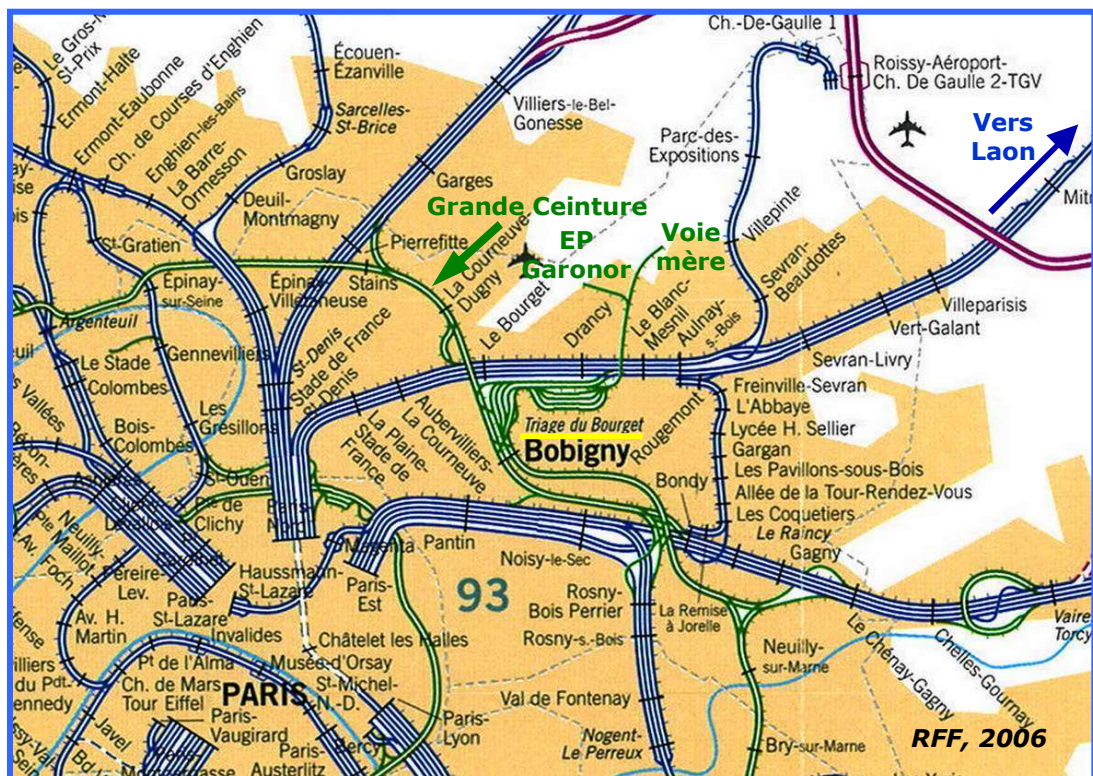 Le Gros-
St-Prix
Ermont-Halte
Ermont-Eaubonne
Ch. de Courses d'Enghien
Enghien-les-Bains
La Barre-
Ormesson
Écouen-
Ézanville
Sarcelles-
St-Brice
Groslay
Deuil-
Montmagny
Villiers-le-Bel-
Gonesse
Garges
Ch.-De-Gaulle 1
Roissy-Aéroport-
Ch. De Gaulle 2-TGV
Parc-des-
Expositions
Vers
Laon
Mitr
Villepinte
Sevran-
Beaudottes
Villeparisis
Vert-Galant
Sevran-Livry
Grande Ceinture
EP
Garonor
Voie
mère
St-Gratien
Pierrefitte
Stains
La Courneuve-
Dugny
Le Bourget
Drancy
Le Blanc-
Mesnil
Aulnay-
s.-Bois
Épinay-
sur-Seine
Épinay-
Villetaneuse
Argenteuil
Le Stade
Colombes
Gennevilliers
St-Denis
Stade de France
St-Denis
Bois-
Colombes
Les
Grésillons
La Plaine-
Stade de
France
Aubervilliers-
La Courneuve
Triage du Bourget
Bobigny
Rougemont
Freinville-Sevran
L'Abbaye
Lycée H. Sellier
Gargan
Les Pavillons-sous-Bois
Allée de la Tour-Rendez-Vous
Les Coquetiers
Le Raincy
Gagny
Bondy
St-Ouen
Pte de
Clichy
Paris-
Nord
Magenta
Pantin
Noisy-le-Sec
Neuilly-
Pte Maillot
Av.
Foch
Pereire-
Lev.
Paris-
St-Lazare
Haussmann-
St-Lazare
Paris-
Est
93
Rosny-
Bois Perrier
Rosny-s.-Bois
La Remise
à Jorelle
Neuilly-
sur-Marne
Le Chénay-Gagny
Chelles-Gournay
Vaire
Torcy
Av. H.
Martin
Invalides
Châtelet les Halles
Pt de l'Alma
Ch. de Mars
Tour Eiffel
Musée-d'Orsay
St-Michel-
N.-D.
PARIS
Paris-
Vaugirard
Javel
Paris-
Austerlitz
Bercy
Paris-
Lyon
Val de Fontenay
Nogent-
Le Perreux
Bry-sur-Marne
RFF, 2006